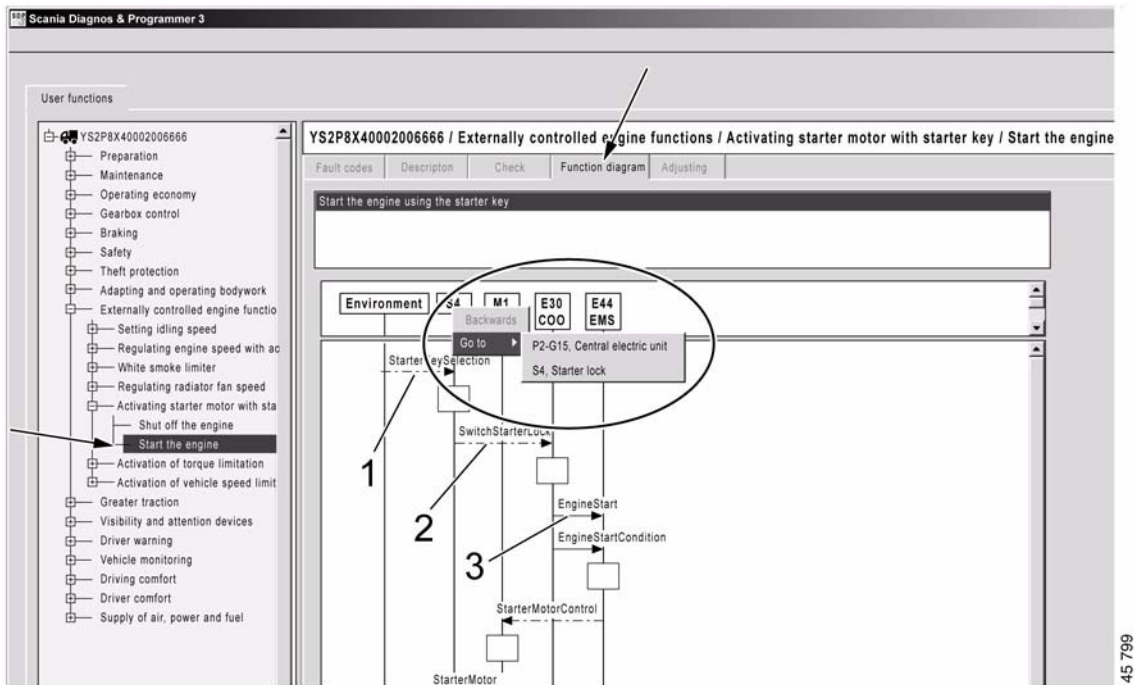 SDP
Scania Diagnos & Programmer 3
User functions
YS2P8X40002006666
Preparation
Maintenance
Operating economy
Gearbox control
Braking
Safety
Theft protection
Adapting and operating bodywork
Externally controlled engine functio
Setting idling speed
Regulating engine speed with ac
White smoke limiter
Regulating radiator fan speed
Activating starter motor with sta
Shut off the engine
Start the engine
Activation of torque limitation
Activation of vehicle speed limit
Greater traction
Visibility and attention devices
Driver warning
Vehicle monitoring
Driving comfort
Driver comfort
Supply of air, power and fuel
YS2P8X40002006666 / Externally controlled engine functions / Activating starter motor with starter key / Start the engine
Fault codes Descripton Check Function diagram Adjusting
Start the engine using the starter key
Environment S4 M1 E30 COO E44 EMS
Backwards
Go to
P2-G15, Central electric unit
S4, Starter lock
StarterKeySelection
1
SwitchStarterLock
2
EngineStart
3
EngineStartCondition
StarterMotorControl
StarterMotor
45 799